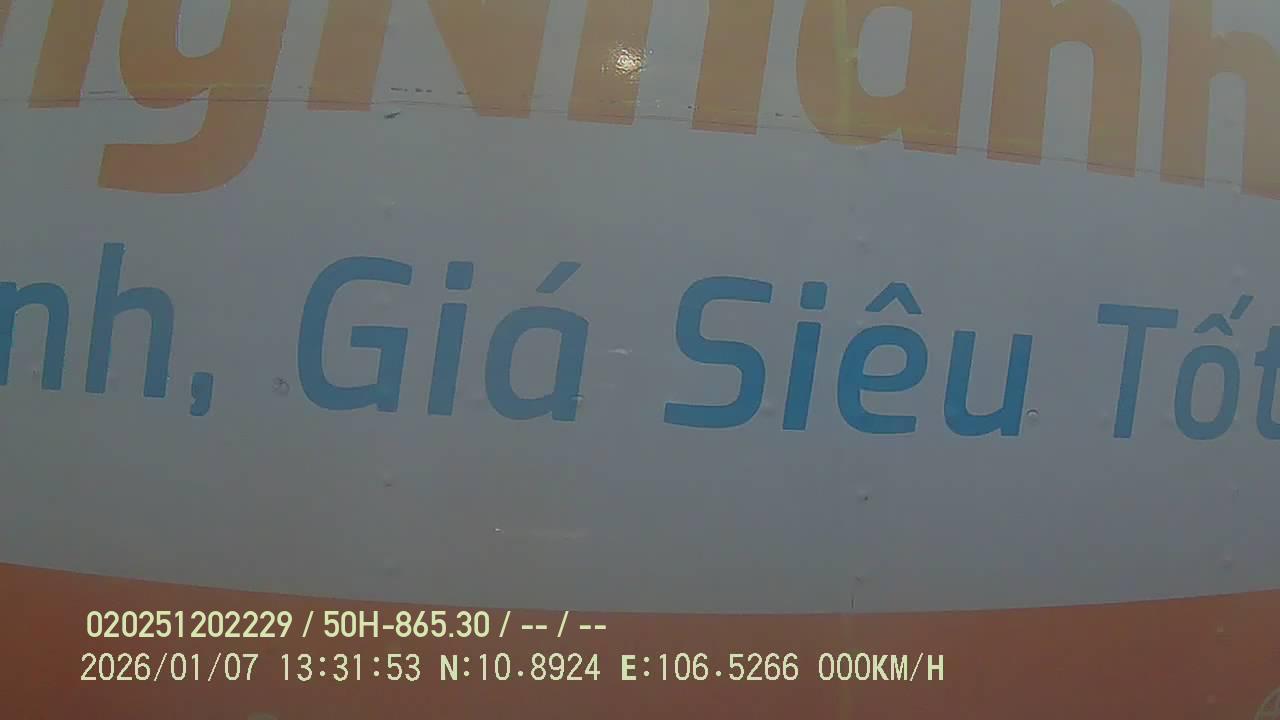 ngNhanh
nh, Giá Siêu Tốt
020251202229 / 50H-865.30 / -- / --
2026/01/07 13:31:53 N:10.8924 E:106.5266 000KM/H